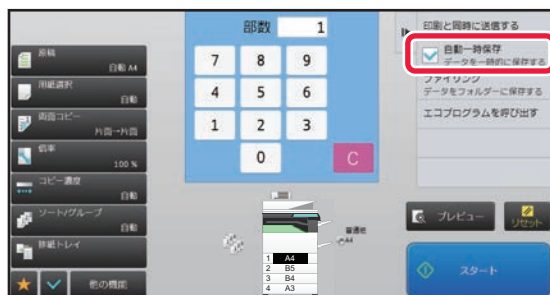 部数 1
原稿
自動 A4
用紙選択
自動
両面コピー
片面→片面
倍率
100 %
コピー濃度
自動
ソート/グループ
自動
排紙トレイ
他の機能
7 8 9
4 5 6
1 2 3
0 C
普通紙
A4
1 A4
2 B5
3 B4
4 A3
印刷と同時に送信する
自動一時保存
データを一時的に保存する
ファイリング
データをフォルダーに保存する
エコプログラムを呼び出す
プレビュー
リセット
スタート